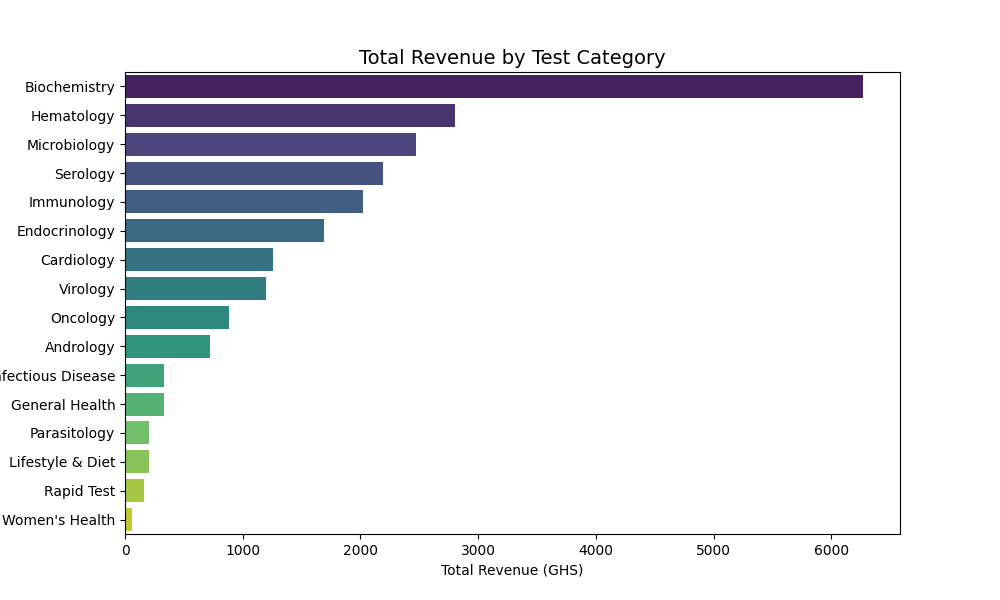 Total Revenue by Test Category
Biochemistry
Hematology
Microbiology
Serology
Immunology
Endocrinology
Cardiology
Virology
Oncology
Andrology
fectious Disease
General Health
Parasitology
Lifestyle & Diet
Rapid Test
Women's Health
0 1000 2000 3000 4000 5000 6000
Total Revenue (GHS)